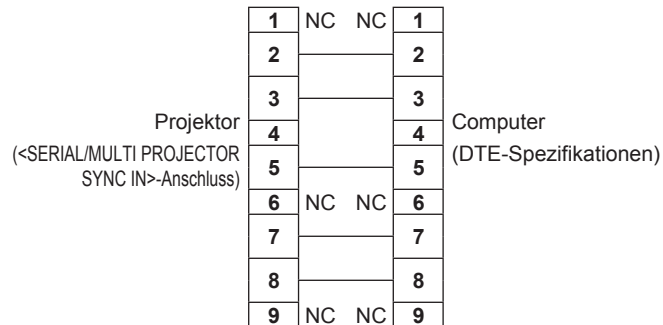 1 NC NC 1
2 2
3 3
Projektor
(<SERIAL/MULTI PROJECTOR
SYNC IN>-Anschluss)
4 4
Computer
(DTE-Spezifikationen)
5 5
6 NC NC 6
7 7
8 8
9 NC NC 9